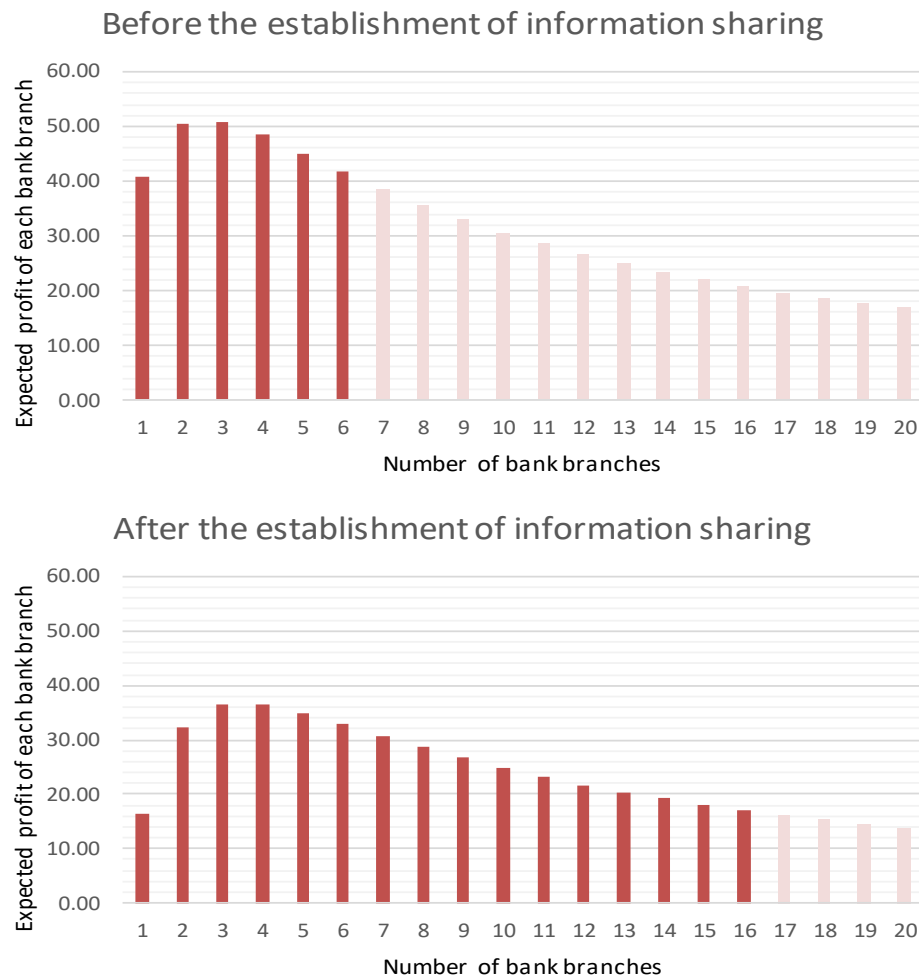 Before the establishment of information sharing
Expected profit of each bank branch
60.00
50.00
40.00
30.00
20.00
10.00
0.00
1 2 3 4 5 6 7 8 9 10 11 12 13 14 15 16 17 18 19 20
Number of bank branches
After the establishment of information sharing
Expected profit of each bank branch
60.00
50.00
40.00
30.00
20.00
10.00
0.00
1 2 3 4 5 6 7 8 9 10 11 12 13 14 15 16 17 18 19 20
Number of bank branches